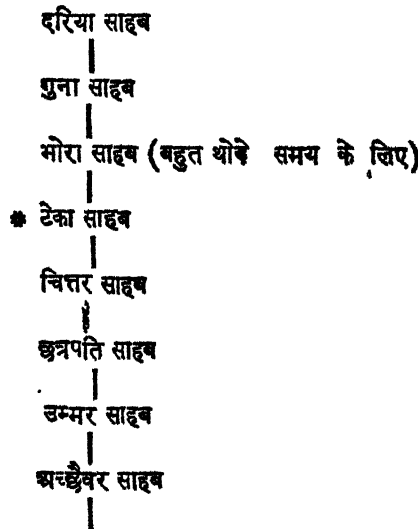 दरिया साहब
गुना साहब
भोरा साहब (बहुत थोड़े समय के लिए)
* टेका साहब
चित्तर साहब
छत्रपति साहब
उम्मर साहब
अच्छैवर साहब